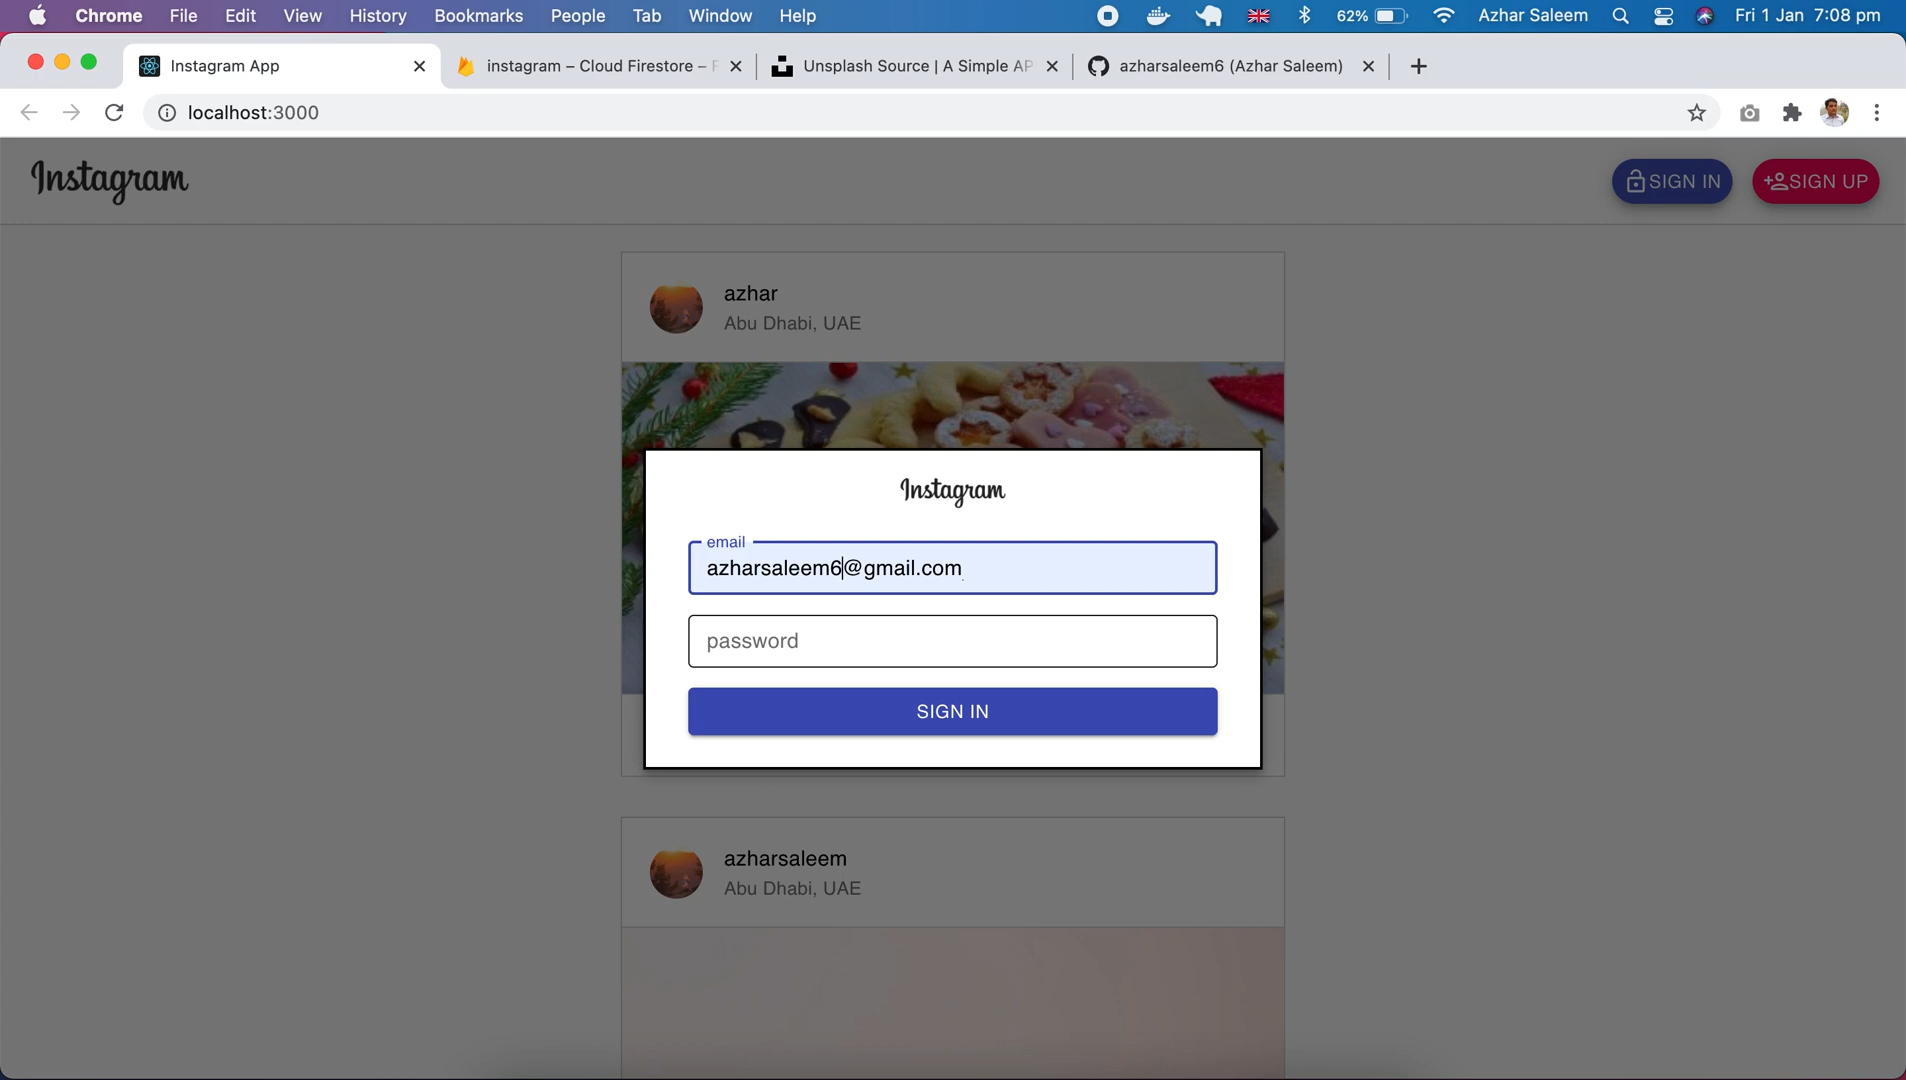 Chrome File Edit View History Bookmarks People Tab Window Help 62% Azhar Saleem Fri 1 Jan 7:08 pm
Instagram App instagram – Cloud Firestore – Unsplash Source | A Simple AP azharsaleem6 (Azhar Saleem)
localhost:3000
Instagram SIGN IN SIGN UP
azhar
Abu Dhabi, UAE
Instagram
email
azharsaleem6@gmail.com
password
SIGN IN
azharsaleem
Abu Dhabi, UAE